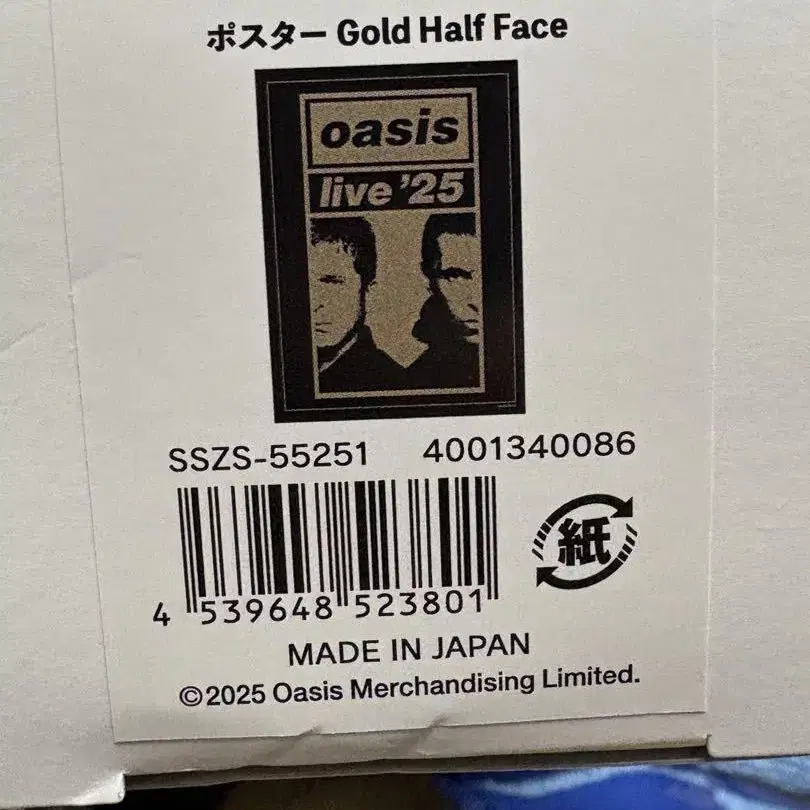 ポスター Gold Half Face
oasis
live '25
SSZS-55251 4001340086
紙
4 539648 523801
MADE IN JAPAN
©2025 Oasis Merchandising Limited.